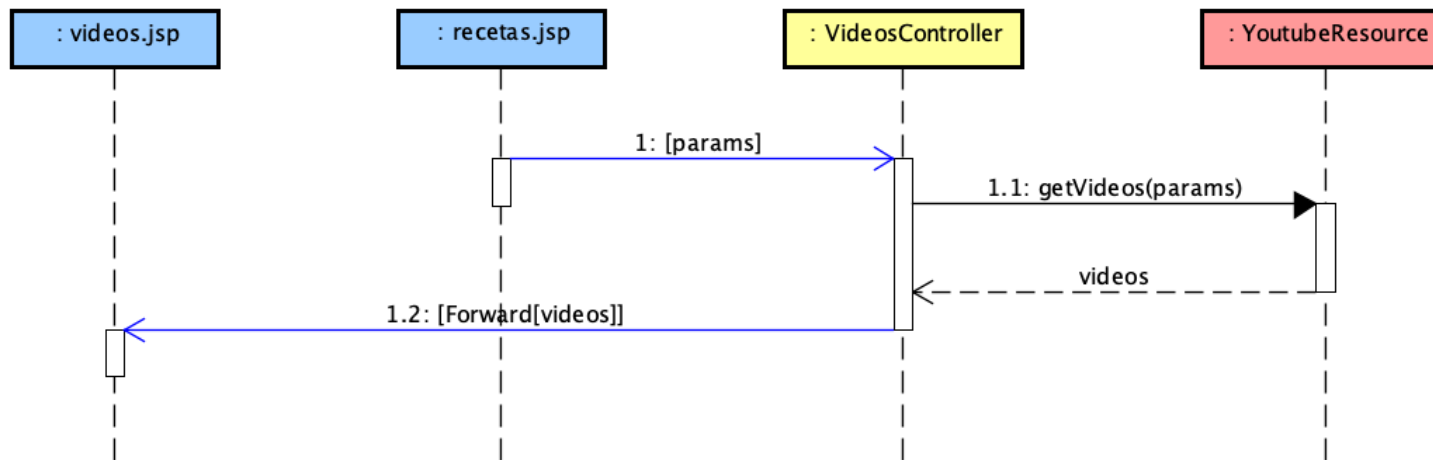 : videos.jsp
: recetas.jsp
: VideosController
: YoutubeResource
1: [params]
1.1: getVideos(params)
videos
1.2: [Forward[videos]]